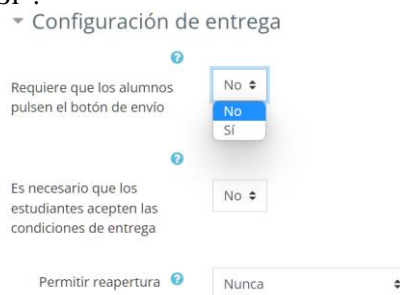 Configuración de entrega
Requiere que los alumnos
pulsen el botón de envío
No
No
Sí
Es necesario que los
estudiantes acepten las
condiciones de entrega
No
Permitir reapertura
Nunca